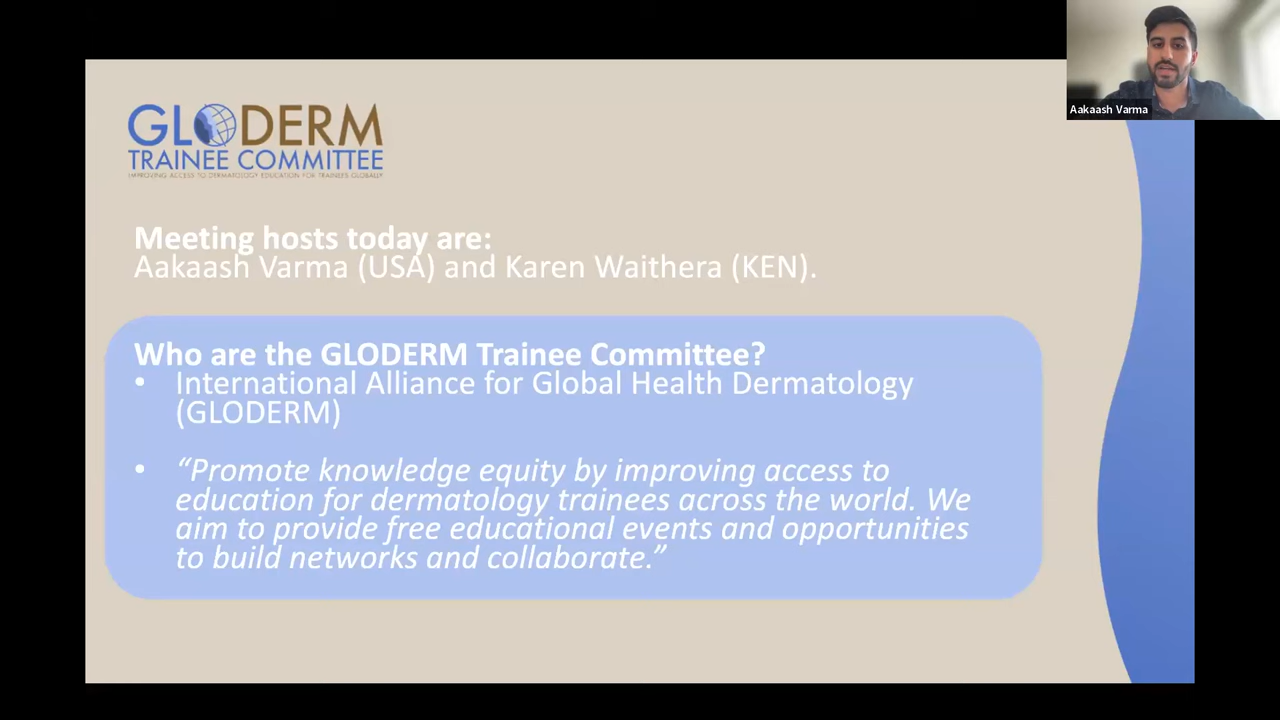 Aakaash Varma
GLODERM
TRAINEE COMMITTEE
IMPROVING ACCESS TO DERMATOLOGY EDUCATION FOR TRAINEES GLOBALLY
Meeting hosts today are:
Aakaash Varma (USA) and Karen Waithera (KEN).
Who are the GLODERM Trainee Committee?
• International Alliance for Global Health Dermatology
(GLODERM)
• “Promote knowledge equity by improving access to
education for dermatology trainees across the world. We
aim to provide free educational events and opportunities
to build networks and collaborate.”